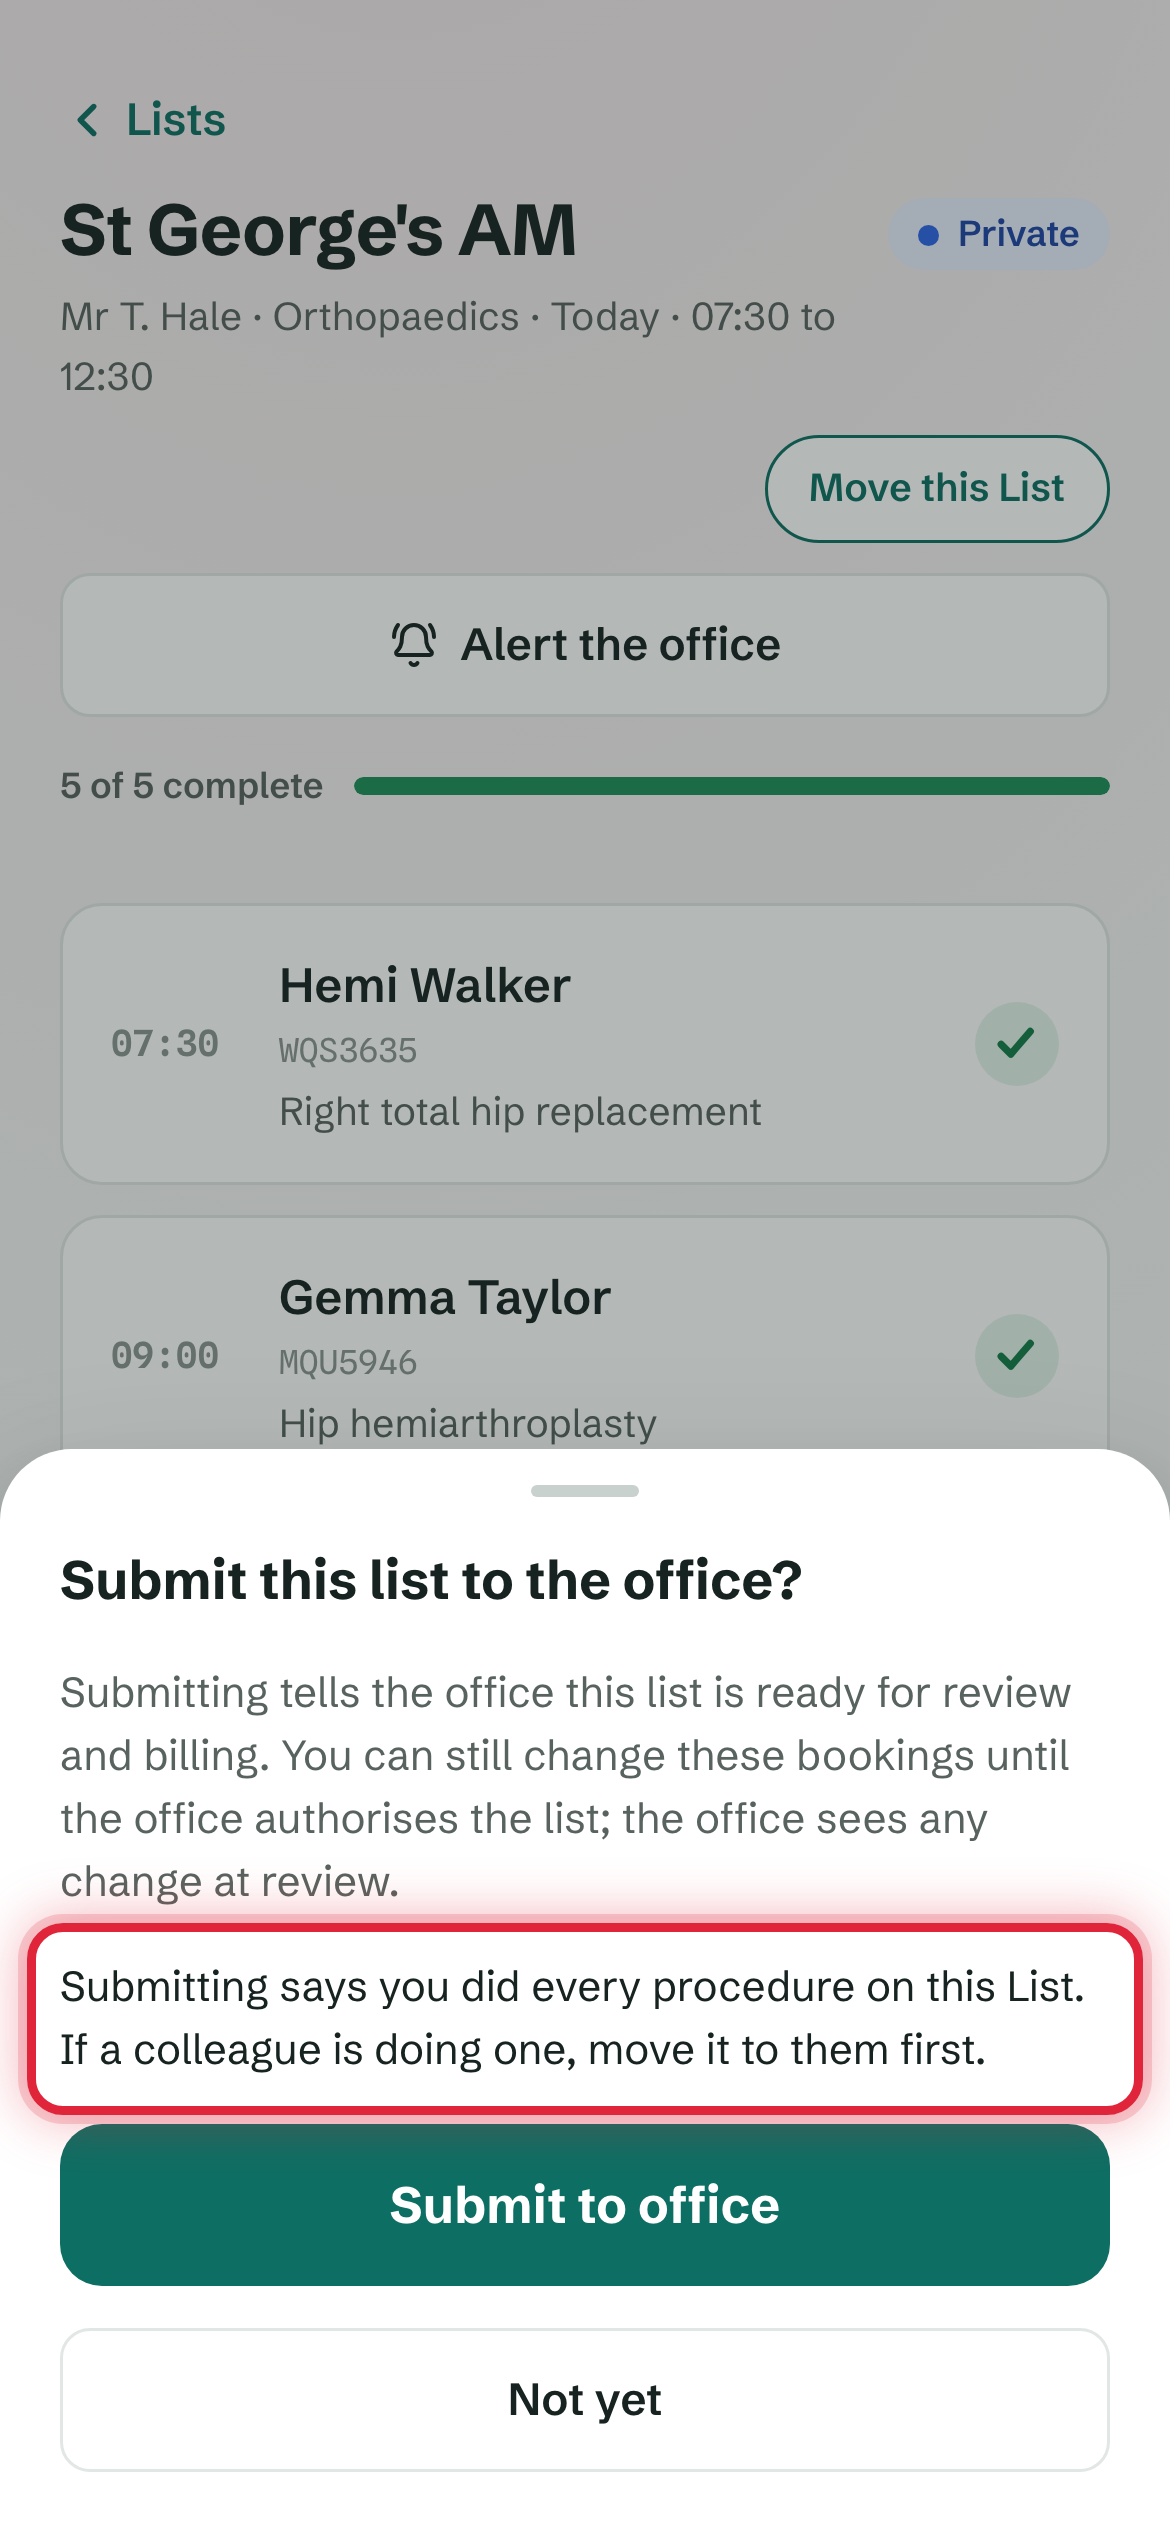 Lists
St George's AM
Private
Mr T. Hale · Orthopaedics · Today · 07:30 to
12:30
Move this List
Alert the office
5 of 5 complete
Hemi Walker
07:30
WQS3635
Right total hip replacement
Gemma Taylor
09:00
MQU5946
Hip hemiarthroplasty
Submit this list to the office?
Submitting tells the office this list is ready for review
and billing. You can still change these bookings until
the office authorises the list; the office sees any
change at review.
Submitting says you did every procedure on this List.
If a colleague is doing one, move it to them first.
Submit to office
Not yet